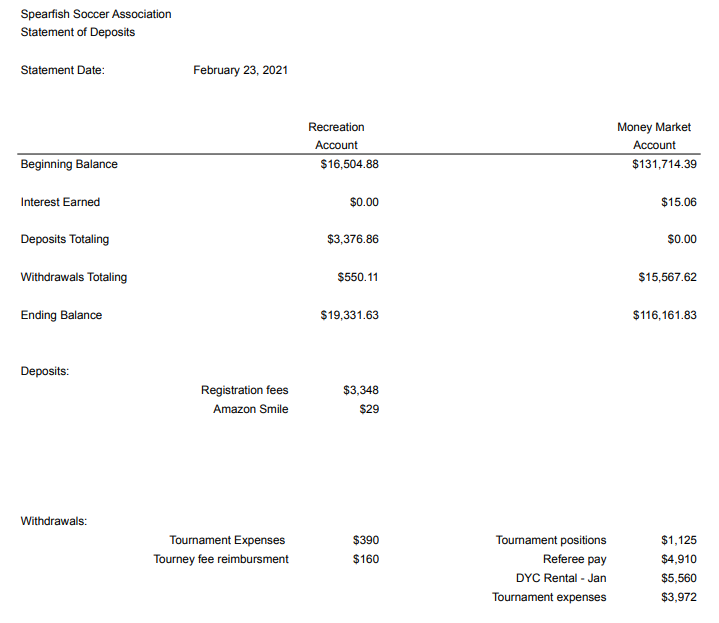 Spearfish Soccer Association
Statement of Deposits
Statement Date: February 23, 2021
Recreation Money Market
Account Account
Beginning Balance $16,504.88 $131,714.39
Interest Earned $0.00 $15.06
Deposits Totaling $3,376.86 $0.00
Withdrawals Totaling $550.11 $15,567.62
Ending Balance $19,331.63 $116,161.83
Deposits:
Registration fees $3,348
Amazon Smile $29
Withdrawals:
Tournament Expenses $390 Tournament positions $1,125
Tourney fee reimbursment $160 Referee pay $4,910
DYC Rental - Jan $5,560
Tournament expenses $3,972